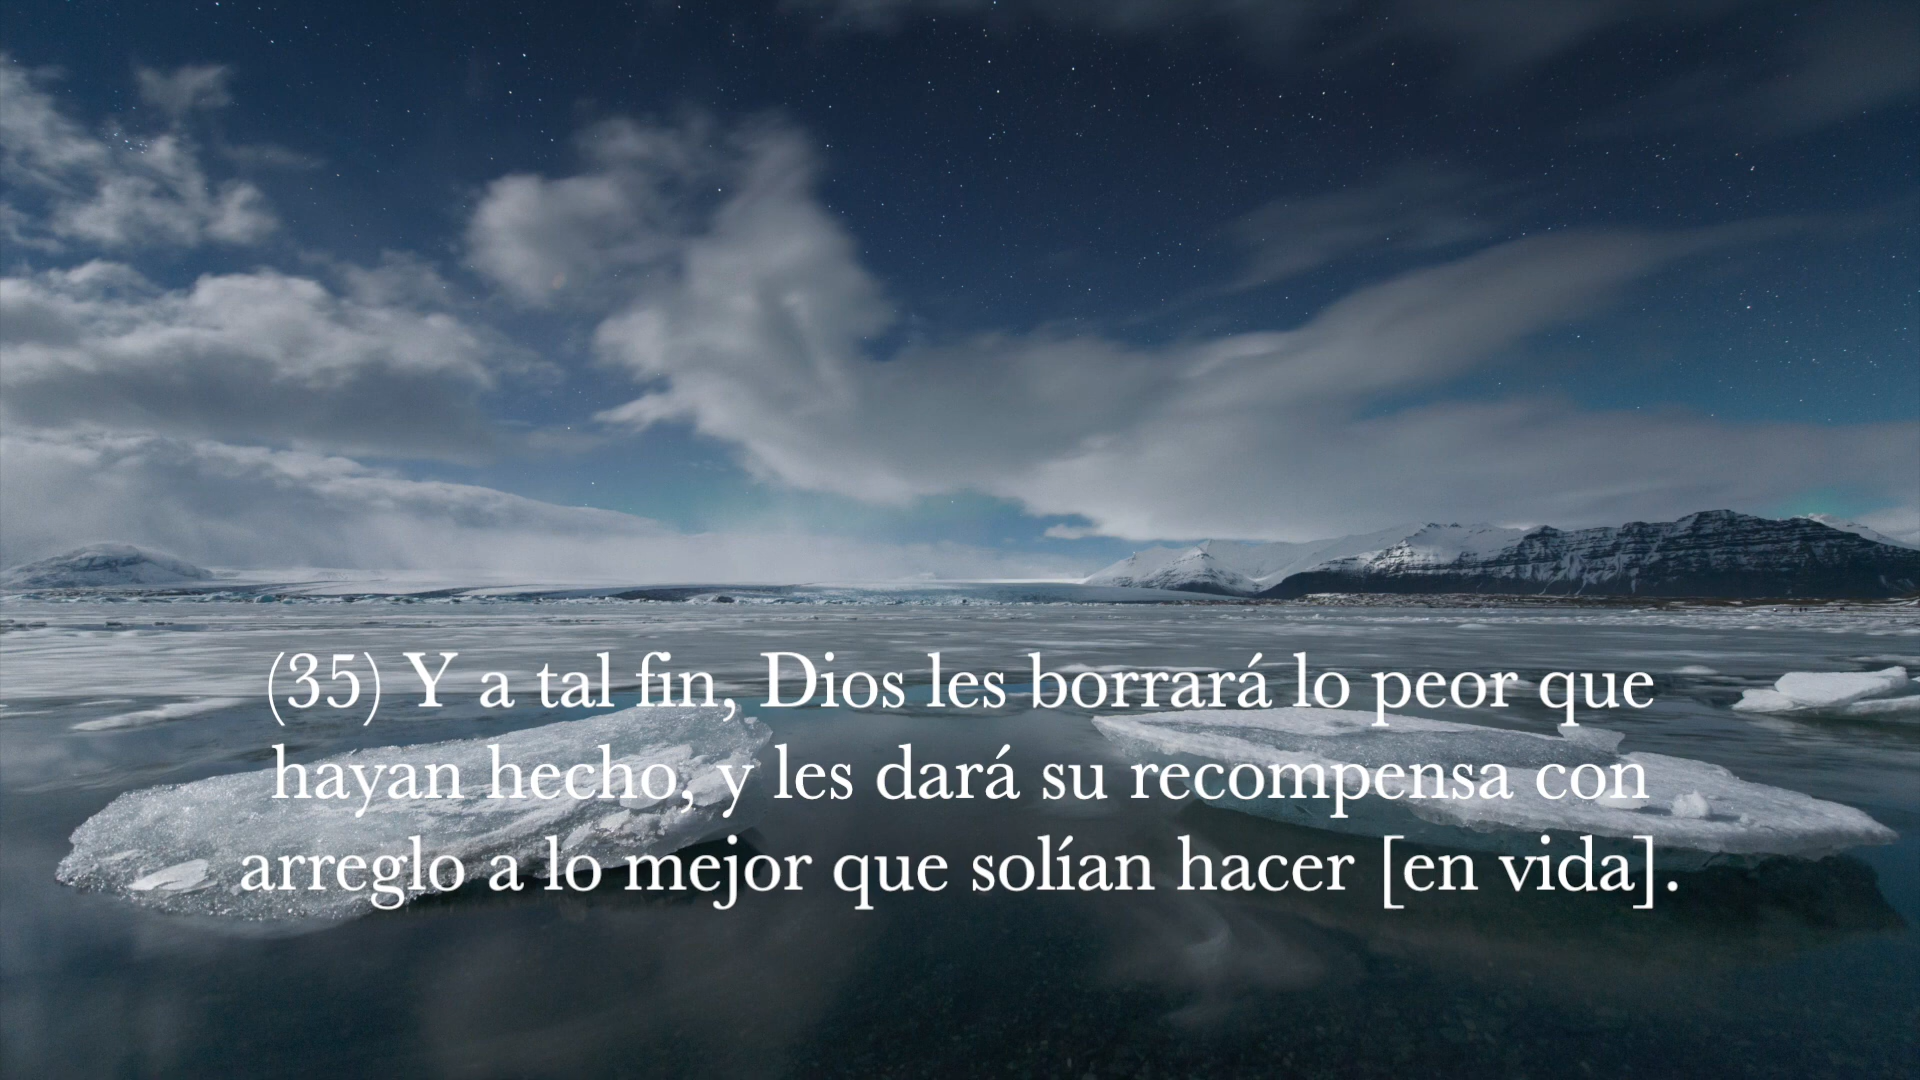 (35) Y a tal fin, Dios les borrará lo peor que
hayan hecho, y les dará su recompensa con
arreglo a lo mejor que solían hacer [en vida].